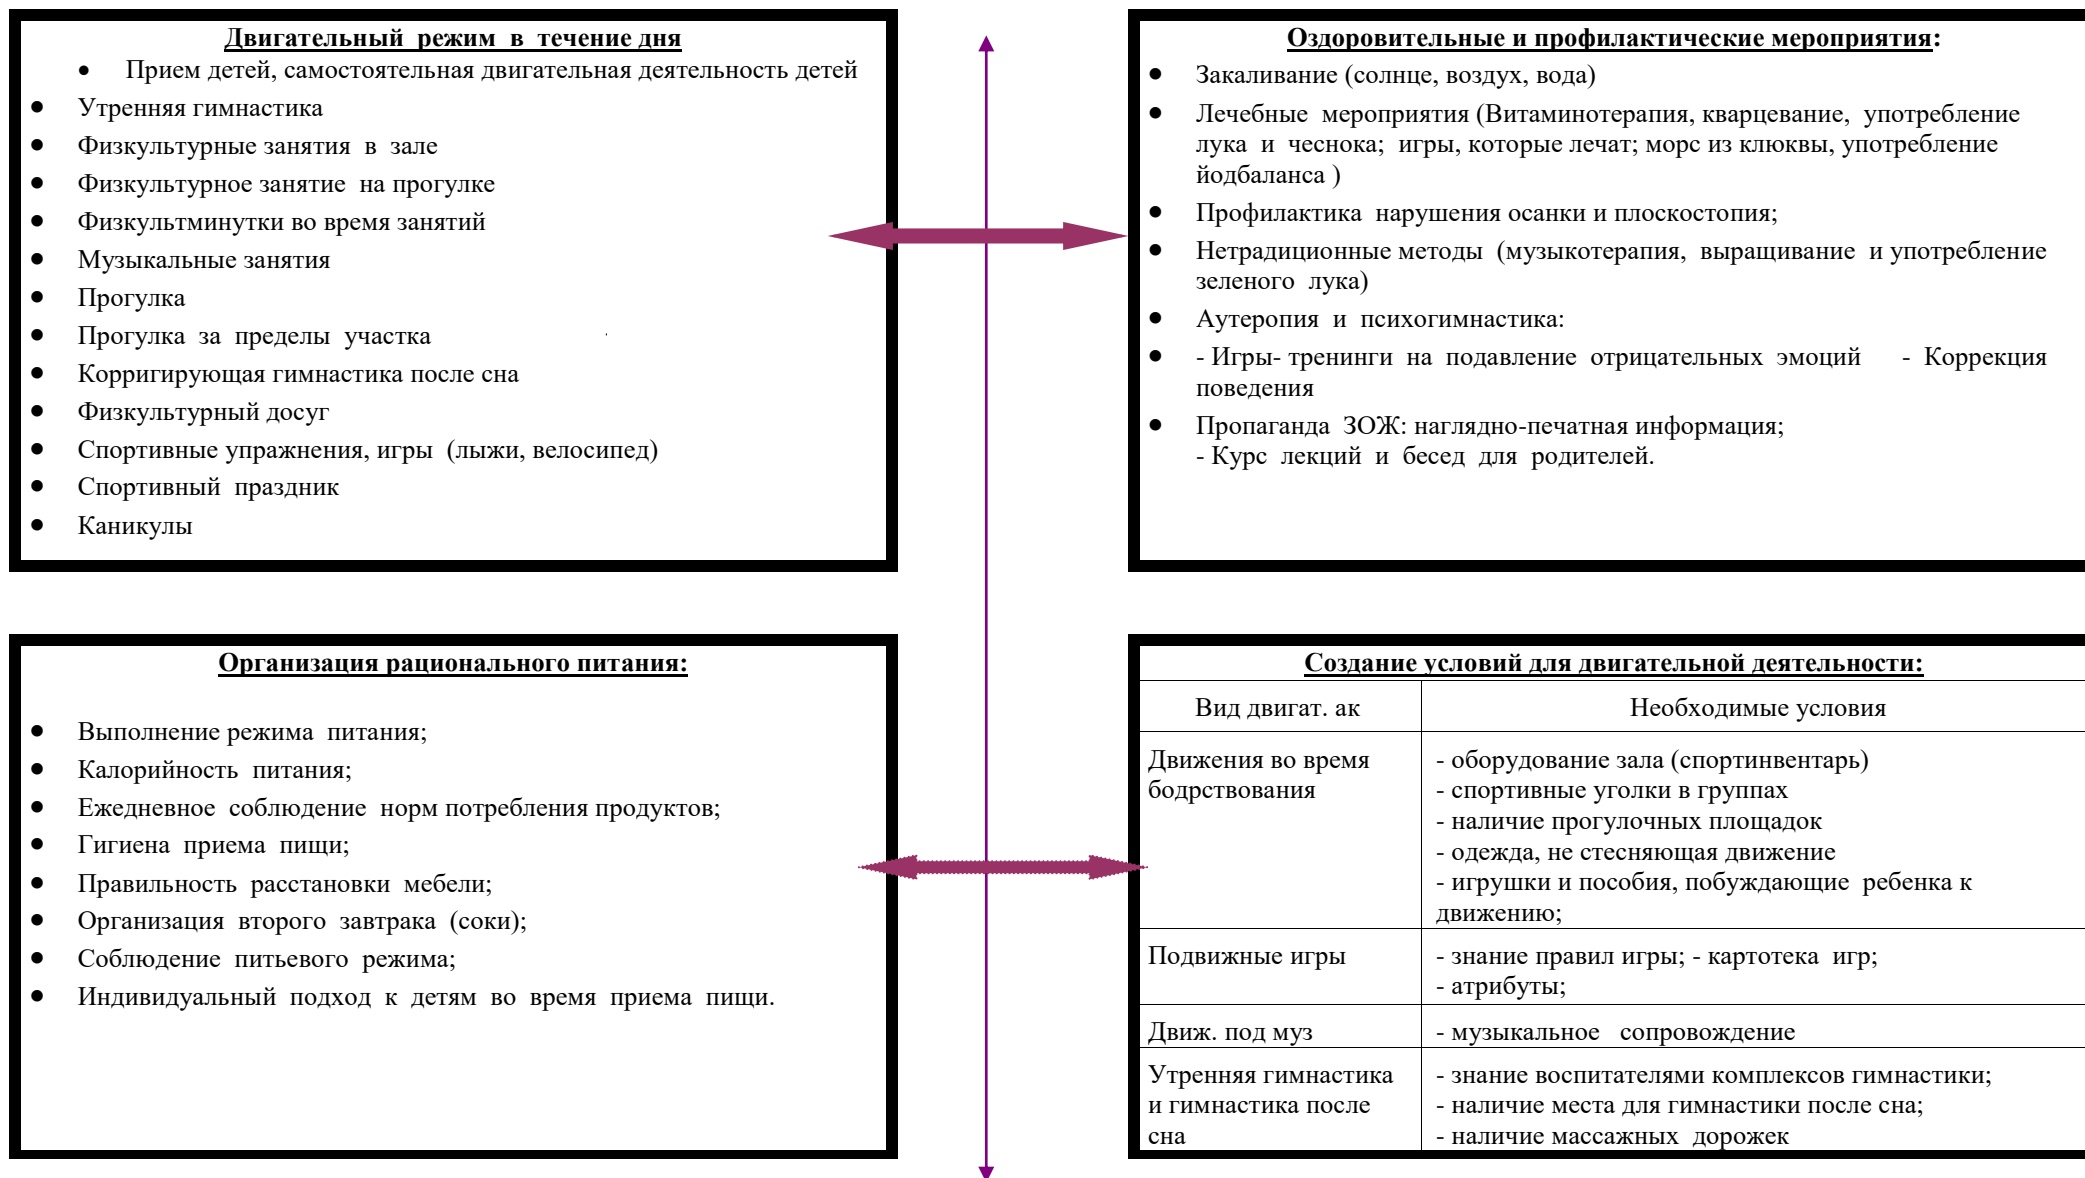 Двигательный режим в течение дня
• Прием детей, самостоятельная двигательная деятельность детей
• Утренняя гимнастика
• Физкультурные занятия в зале
• Физкультурное занятие на прогулке
• Физкультминутки во время занятий
• Музыкальные занятия
• Прогулка
• Прогулка за пределы участка
• Корригирующая гимнастика после сна
• Физкультурный досуг
• Спортивные упражнения, игры (лыжи, велосипед)
• Спортивный праздник
• Каникулы
Оздоровительные и профилактические мероприятия:
• Закаливание (солнце, воздух, вода)
• Лечебные мероприятия (Витаминотерапия, кварцевание, употребление
лука и чеснока; игры, которые лечат; морс из клюквы, употребление
йодбаланса )
• Профилактика нарушения осанки и плоскостопия;
• Нетрадиционные методы (музыкотерапия, выращивание и употребление
зеленого лука)
• Аутеропия и психогимнастика:
• - Игры- тренинги на подавление отрицательных эмоций - Коррекция
поведения
• Пропаганда ЗОЖ: наглядно-печатная информация;
- Курс лекций и бесед для родителей.
Организация рационального питания:
• Выполнение режима питания;
• Калорийность питания;
• Ежедневное соблюдение норм потребления продуктов;
• Гигиена приема пищи;
• Правильность расстановки мебели;
• Организация второго завтрака (соки);
• Соблюдение питьевого режима;
• Индивидуальный подход к детям во время приема пищи.
Создание условий для двигательной деятельности:
Вид двигат. ак
Необходимые условия
Движения во время
бодрствования
- оборудование зала (спортинвентарь)
- спортивные уголки в группах
- наличие прогулочных площадок
- одежда, не стесняющая движение
- игрушки и пособия, побуждающие ребенка к
движению;
Подвижные игры
- знание правил игры; - картотека игр;
- атрибуты;
Движ. под муз
- музыкальное сопровождение
Утренняя гимнастика
и гимнастика после
сна
- знание воспитателями комплексов гимнастики;
- наличие места для гимнастики после сна;
- наличие массажных дорожек